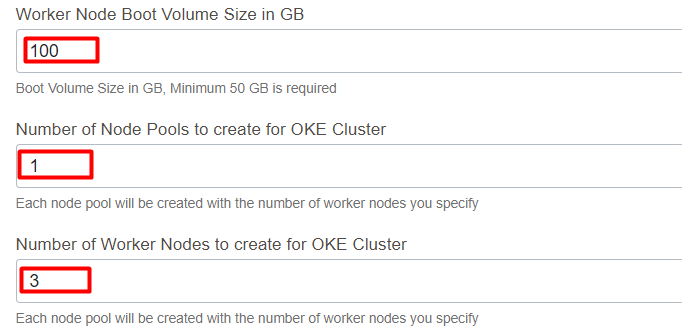 Worker Node Boot Volume Size in GB
100
Boot Volume Size in GB, Minimum 50 GB is required
Number of Node Pools to create for OKE Cluster
1
Each node pool will be created with the number of worker nodes you specify
Number of Worker Nodes to create for OKE Cluster
3
Each node pool will be created with the number of worker nodes you specify